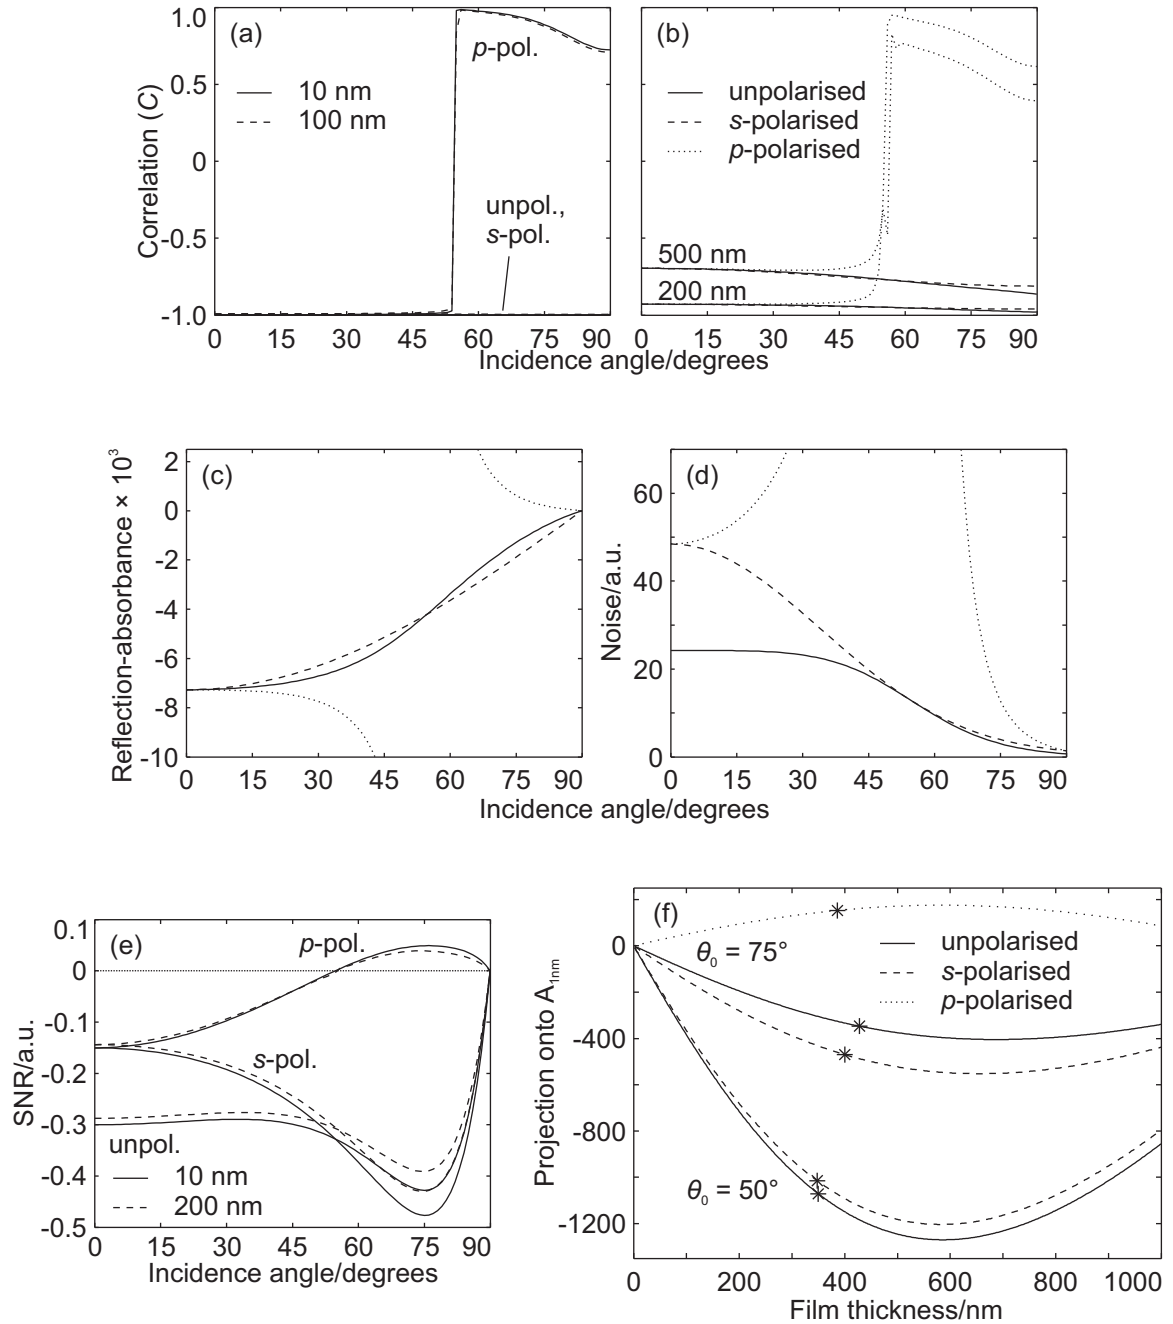 (a)
p-pol.
10 nm
100 nm
unpol.,
s-pol.
Correlation (C)
1.0
0.5
0
-0.5
-1.0
0 15 30 45 60 75 90
(b)
unpolarised
s-polarised
p-polarised
500 nm
200 nm
0 15 30 45 60 75 90
Incidence angle/degrees
(c)
Reflection-absorbance × 10³
2
0
-2
-4
-6
-8
-10
0 15 30 45 60 75 90
(d)
Noise/a.u.
60
40
20
0
0 15 30 45 60 75 90
Incidence angle/degrees
(e)
p-pol.
s-pol.
unpol.
10 nm
200 nm
SNR/a.u.
0.1
0
-0.1
-0.2
-0.3
-0.4
-0.5
0 15 30 45 60 75 90
Incidence angle/degrees
(f)
θ₀ = 75°
unpolarised
s-polarised
p-polarised
θ₀ = 50°
Projection onto A₁ₙₘ
0
-400
-800
-1200
0 200 400 600 800 1000
Film thickness/nm